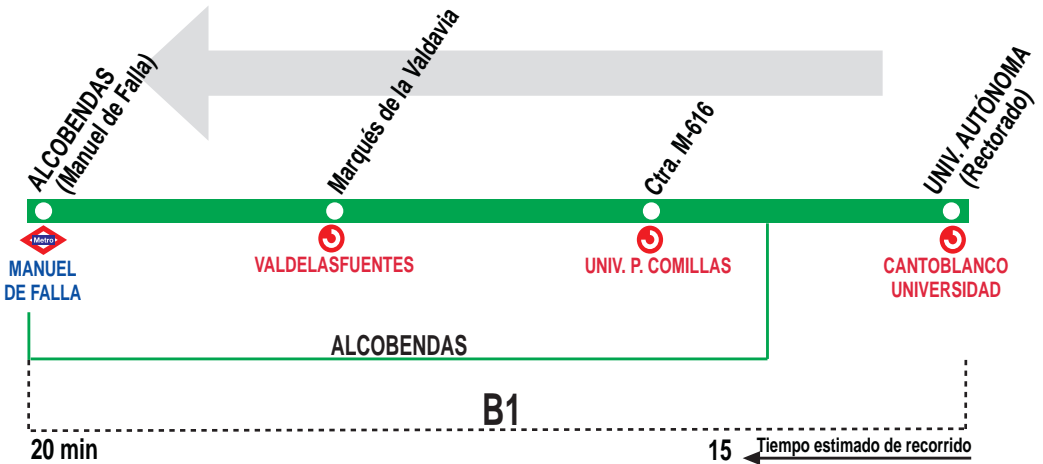 ALCOBENDAS
(Manuel de Falla)
Marqués de la Valdavia
Ctra. M-616
UNIV. AUTÓNOMA
(Rectorado)
Metro
MANUEL
DE FALLA
VALDELASFUENTES
UNIV. P. COMILLAS
CANTOBLANCO
UNIVERSIDAD
ALCOBENDAS
B1
20 min
15
Tiempo estimado de recorrido